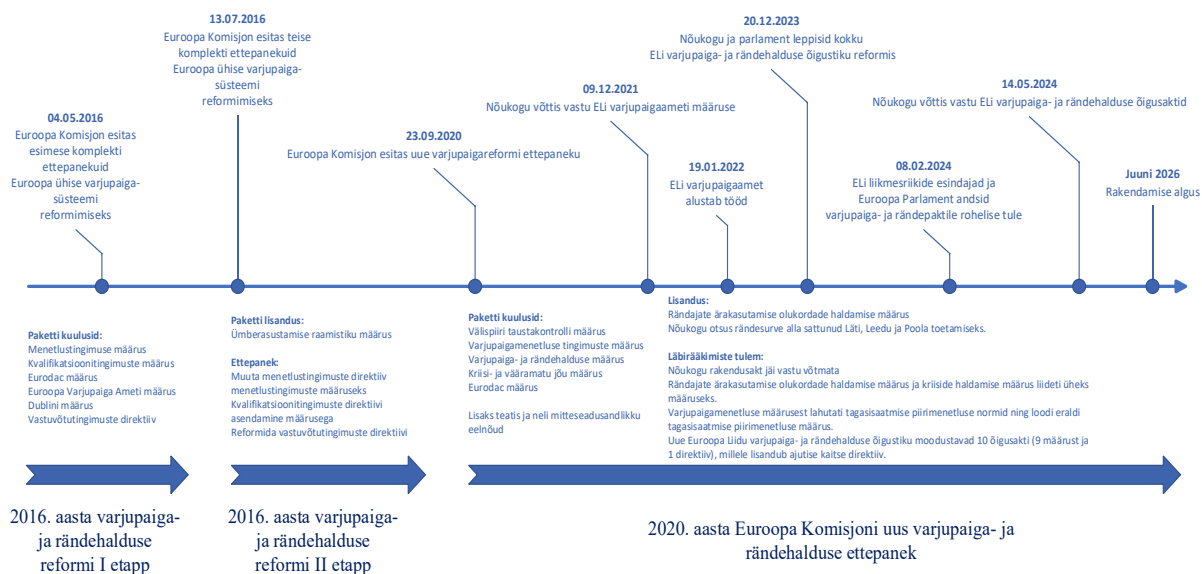 04.05.2016
Euroopa Komisjon esitas
esimese komplekti
ettepanekuid
Euroopa ühise varjupaiga-
süsteemi
reformimiseks
13.07.2016
Euroopa Komisjon esitas teise
komplekti ettepanekuid
Euroopa ühise varjupaiga-
süsteemi
reformimiseks
23.09.2020
Euroopa Komisjon esitas uue varjupaigareformi ettepaneku
09.12.2021
Nõukogu võttis vastu ELi varjupaigaameti määruse
19.01.2022
ELi varjupaigaamet
alustab tööd
20.12.2023
Nõukogu ja parlament leppisid kokku
ELi varjupaiga- ja rändehalduse õigustiku reformis
08.02.2024
ELi liikmesriikide esindajad ja
Euroopa Parlament andsid
varjupaiga- ja rändepaktile rohelise tule
14.05.2024
Nõukogu võttis vastu ELi varjupaiga- ja rändehalduse õigusaktid
Juuni 2026
Rakendamise algus
Paketti kuulusid:
Menetlustingimuse määrus
Kvalifikatsioonitingimuste määrus
Eurodac määrus
Euroopa Varjupaiga Ameti määrus
Dublini määrus
Vastuvõtutingimuste direktiiv
Paketti lisandus:
Ümberasustamise raamistiku määrus
Ettepanek:
Muuta menetlustingimuste direktiiv
menetlustingimuste määruseks
Kvalifikatsioonitingimuste direktiivi
asendamine määrusega
Reformida vastuvõtutingimuste direktiivi
Paketti kuulusid:
Välispiiri taustakontrolli määrus
Varjupaigamenetluse tingimuste määrus
Varjupaiga- ja rändehalduse määrus
Kriisi- ja vääramatu jõu määrus
Eurodac määrus
Lisaks teatis ja neli mitteseadusandlikku
eelnõud
Lisandus:
Rändajate ärakasutamise olukordade haldamise määrus
Nõukogu otsus rändesurve alla sattunud Läti, Leedu ja Poola toetamiseks.
Läbirääkimiste tulem:
Nõukogu rakendusakt jäi vastu võtmata
Rändajate ärakasutamise olukordade haldamise määrus ja kriiside haldamise määrus liideti üheks
määruseks.
Varjupaigamenetluse määrusest lahutati tagasisaatmise piirimenetluse normid ning loodi eraldi
tagasisaatmise piirimenetluse määrus.
Uue Euroopa Liidu varjupaiga- ja rändehalduse õigustiku moodustavad 10 õigusakti (9 määrust ja
1 direktiiv), millele lisandub ajutise kaitse direktiiv.
2016. aasta varjupaiga-
ja rändehalduse
reformi I etapp
2016. aasta varjupaiga-
ja rändehalduse
reformi II etapp
2020. aasta Euroopa Komisjoni uus varjupaiga- ja
rändehalduse ettepanek